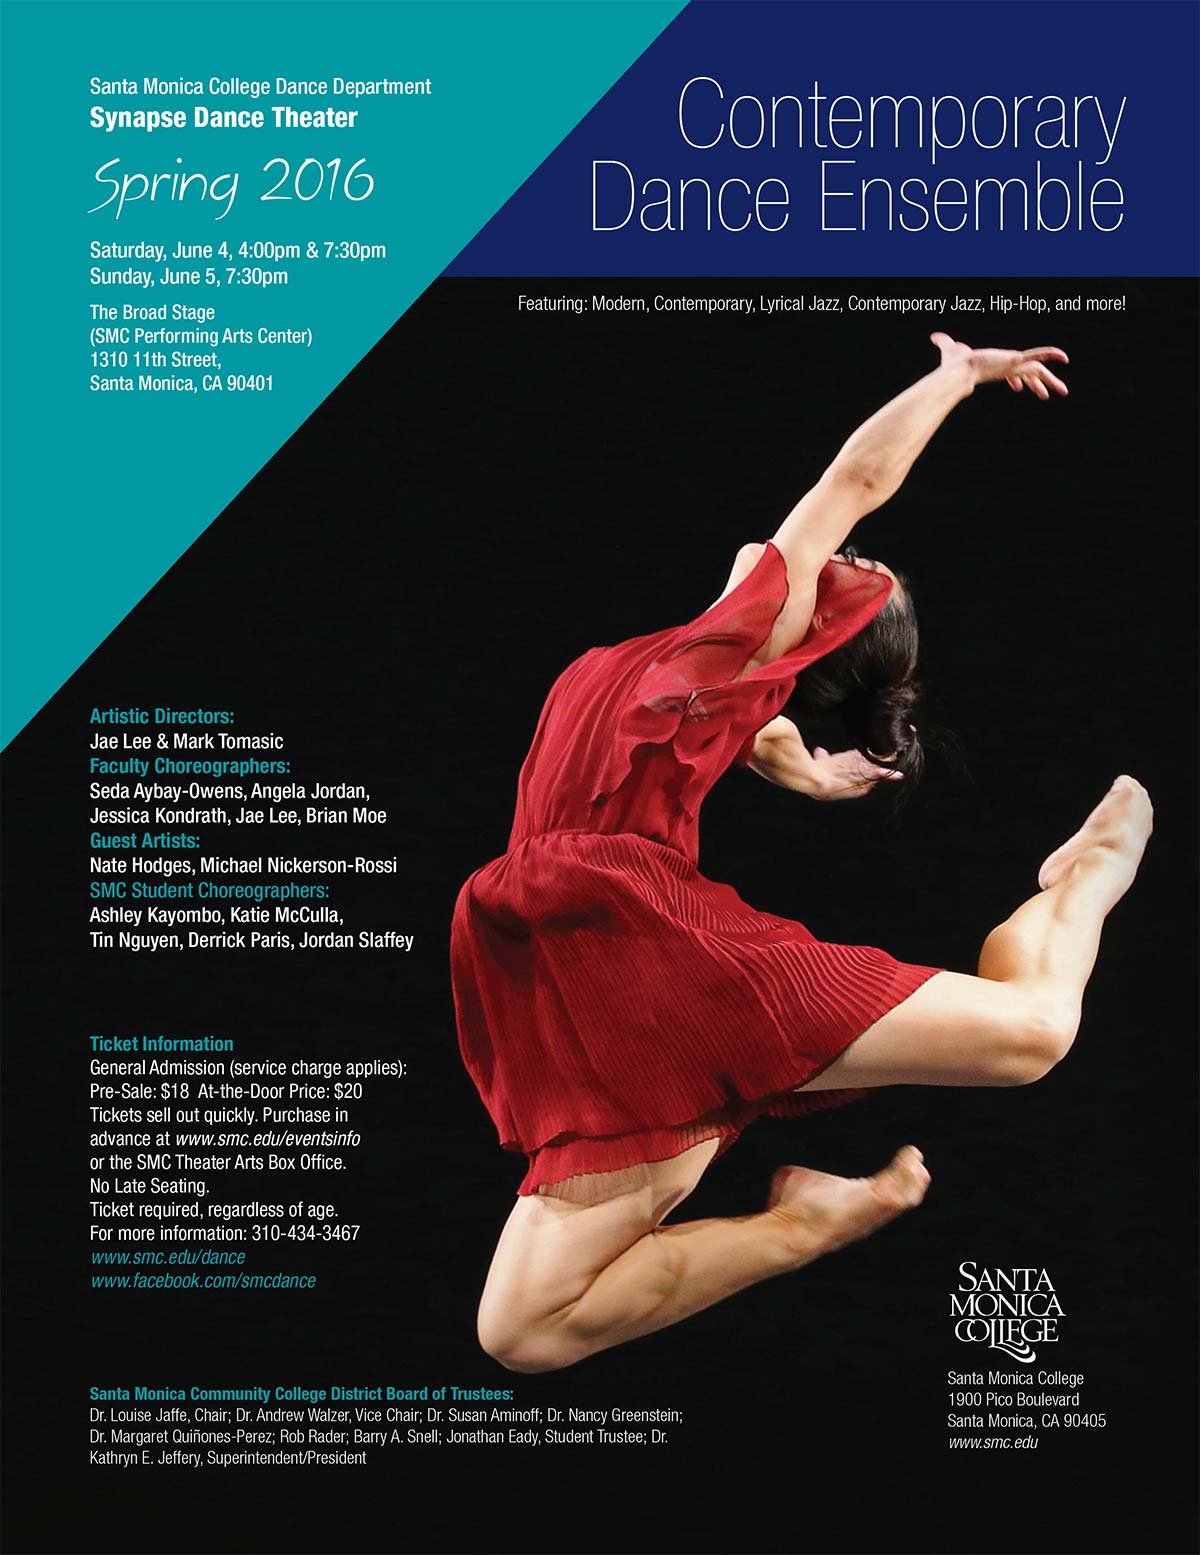 Santa Monica College Dance Department
Synapse Dance Theater
Spring 2016
Saturday, June 4, 4:00pm & 7:30pm
Sunday, June 5, 7:30pm
The Broad Stage
(SMC Performing Arts Center)
1310 11th Street,
Santa Monica, CA 90401
Contemporary
Dance Ensemble
Featuring: Modern, Contemporary, Lyrical Jazz, Contemporary Jazz, Hip-Hop, and more!
Artistic Directors:
Jae Lee & Mark Tomasic
Faculty Choreographers:
Seda Aybay-Owens, Angela Jordan,
Jessica Kondrath, Jae Lee, Brian Moe
Guest Artists:
Nate Hodges, Michael Nickerson-Rossi
SMC Student Choreographers:
Ashley Kayombo, Katie McCulla,
Tin Nguyen, Derrick Paris, Jordan Slaffey
Ticket Information
General Admission (service charge applies):
Pre-Sale: $18 At-the-Door Price: $20
Tickets sell out quickly. Purchase in
advance at www.smc.edu/eventsinfo
or the SMC Theater Arts Box Office.
No Late Seating.
Ticket required, regardless of age.
For more information: 310-434-3467
www.smc.edu/dance
www.facebook.com/smcdance
Santa Monica Community College District Board of Trustees:
Dr. Louise Jaffe, Chair; Dr. Andrew Walzer, Vice Chair; Dr. Susan Aminoff; Dr. Nancy Greenstein;
Dr. Margaret Quiñones-Perez; Rob Rader; Barry A. Snell; Jonathan Eady, Student Trustee; Dr.
Kathryn E. Jeffery, Superintendent/President
SANTA
MONICA
COLLEGE
Santa Monica College
1900 Pico Boulevard
Santa Monica, CA 90405
www.smc.edu